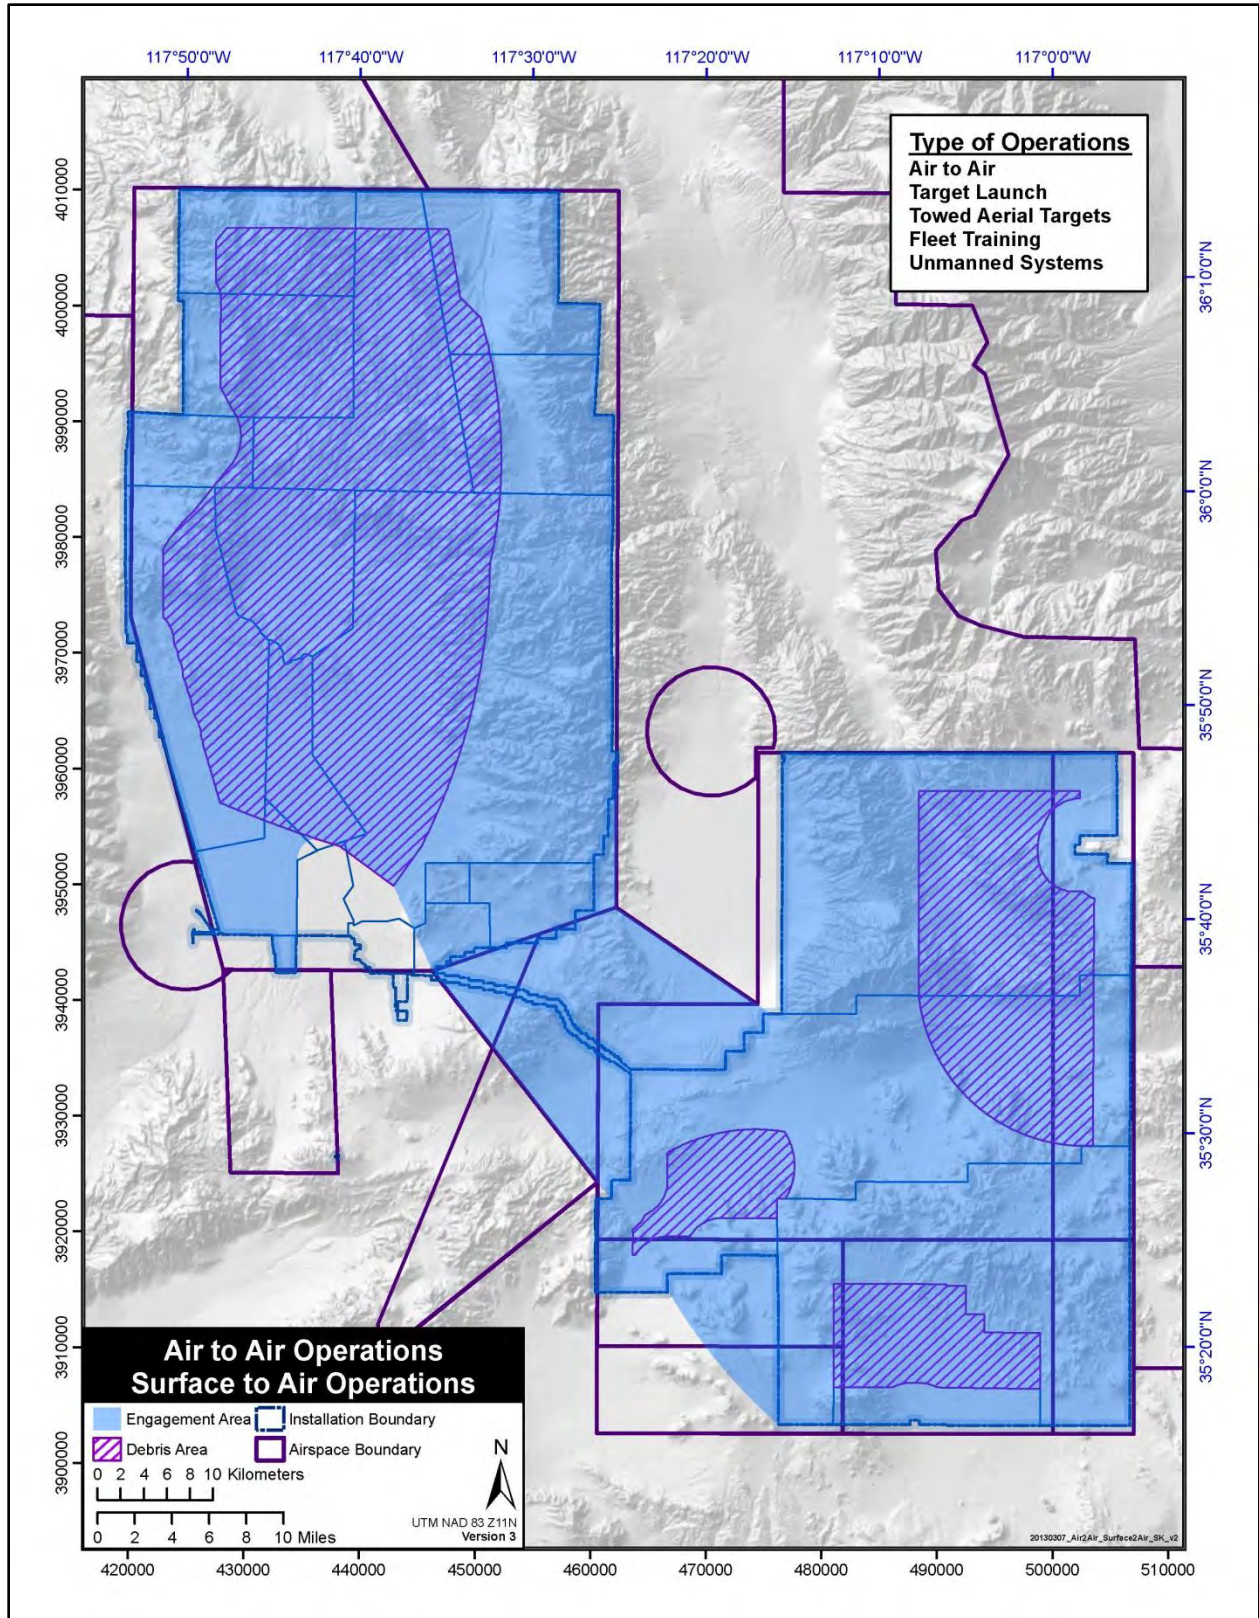 117°50'0"W 117°40'0"W 117°30'0"W 117°20'0"W 117°10'0"W 117°0'0"W
Type of Operations
Air to Air
Target Launch
Towed Aerial Targets
Fleet Training
Unmanned Systems
4010000
4000000
3990000
3980000
3970000
3960000
3950000
3940000
3930000
3920000
3910000
3900000
36°10'0"N
36°0'0"N
35°50'0"N
35°40'0"N
35°30'0"N
35°20'0"N
Air to Air Operations
Surface to Air Operations
Engagement Area Installation Boundary
Debris Area Airspace Boundary
0 2 4 6 8 10 Kilometers
0 2 4 6 8 10 Miles
N
UTM NAD 83 Z11N
Version 3
20130307_Air2Air_Surface2Air_SK_v2
420000 430000 440000 450000 460000 470000 480000 490000 500000 510000